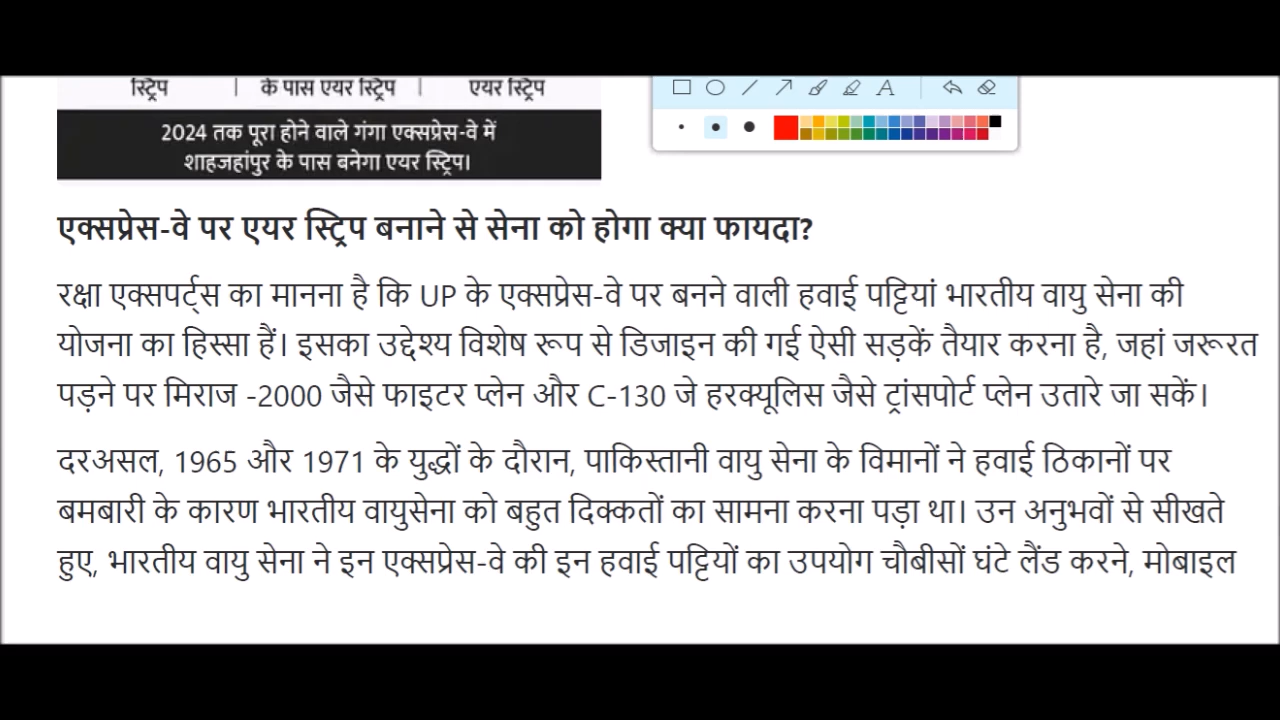 स्ट्रिप | के पास एयर स्ट्रिप | एयर स्ट्रिप
2024 तक पूरा होने वाले गंगा एक्सप्रेस-वे में
शाहजहांपुर के पास बनेगा एयर स्ट्रिप।
A
एक्सप्रेस-वे पर एयर स्ट्रिप बनाने से सेना को होगा क्या फायदा?
रक्षा एक्सपर्ट्स का मानना है कि UP के एक्सप्रेस-वे पर बनने वाली हवाई पट्टियां भारतीय वायु सेना की
योजना का हिस्सा हैं। इसका उद्देश्य विशेष रूप से डिजाइन की गई ऐसी सड़कें तैयार करना है, जहां जरूरत
पड़ने पर मिराज -2000 जैसे फाइटर प्लेन और C-130 जे हरक्यूलिस जैसे ट्रांसपोर्ट प्लेन उतारे जा सकें।
दरअसल, 1965 और 1971 के युद्धों के दौरान, पाकिस्तानी वायु सेना के विमानों ने हवाई ठिकानों पर
बमबारी के कारण भारतीय वायुसेना को बहुत दिक्कतों का सामना करना पड़ा था। उन अनुभवों से सीखते
हुए, भारतीय वायु सेना ने इन एक्सप्रेस-वे की इन हवाई पट्टियों का उपयोग चौबीसों घंटे लैंड करने, मोबाइल